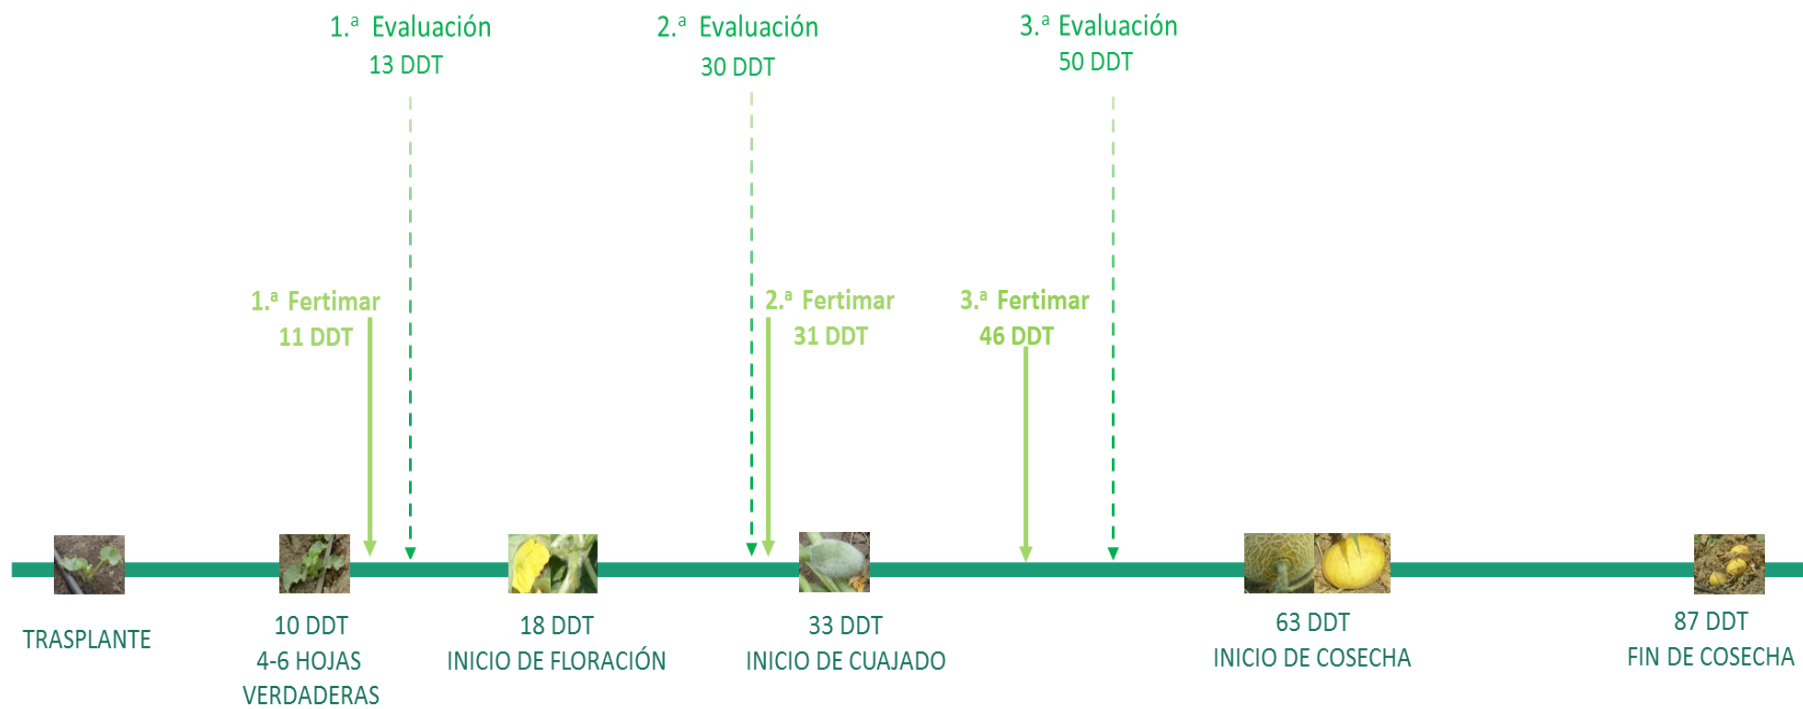 1.ª Evaluación
13 DDT
2.ª Evaluación
30 DDT
3.ª Evaluación
50 DDT
1.ª Fertimar
11 DDT
2.ª Fertimar
31 DDT
3.ª Fertimar
46 DDT
TRASPLANTE
10 DDT
4-6 HOJAS
VERDADERAS
18 DDT
INICIO DE FLORACIÓN
33 DDT
INICIO DE CUAJADO
63 DDT
INICIO DE COSECHA
87 DDT
FIN DE COSECHA